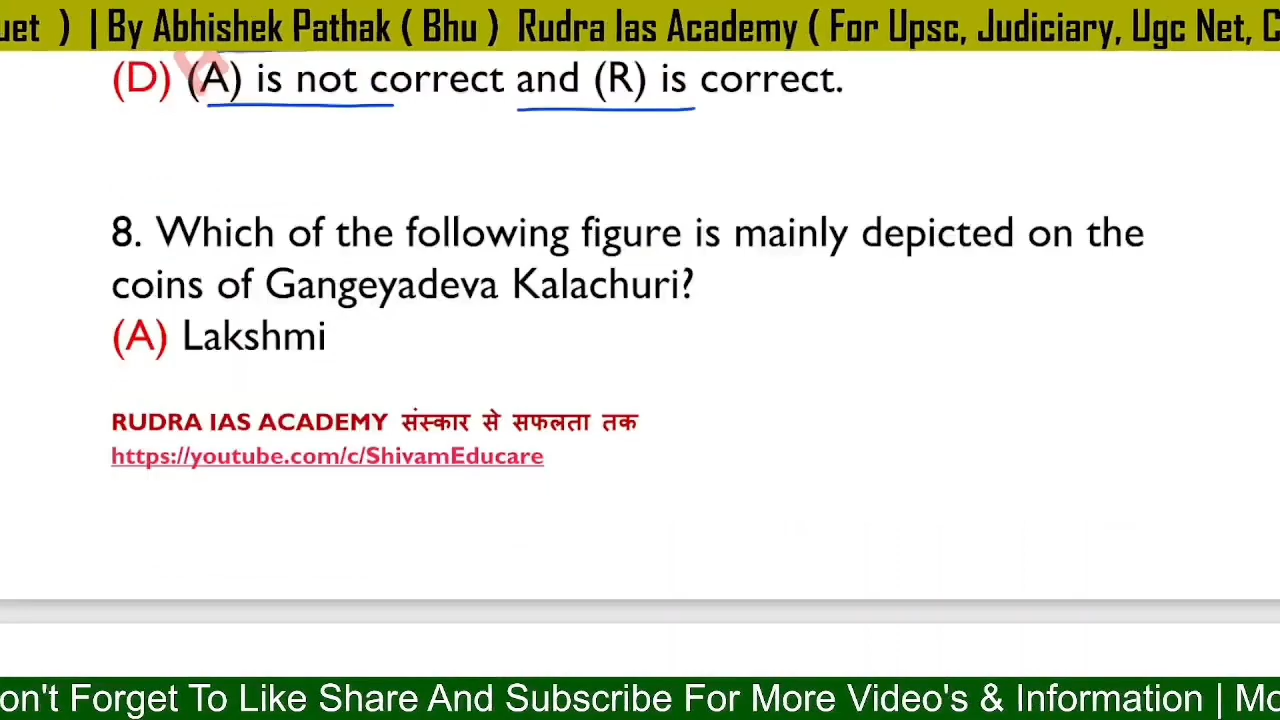 uet ) | By Abhishek Pathak ( Bhu ) Rudra Ias Academy ( For Upsc, Judiciary, Ugc Net, C
(D) (A) is not correct and (R) is correct.
8. Which of the following figure is mainly depicted on the
coins of Gangeyadeva Kalachuri?
(A) Lakshmi
RUDRA IAS ACADEMY संस्कार से सफलता तक
https://youtube.com/c/ShivamEducare
on't Forget To Like Share And Subscribe For More Video's & Information | Mo